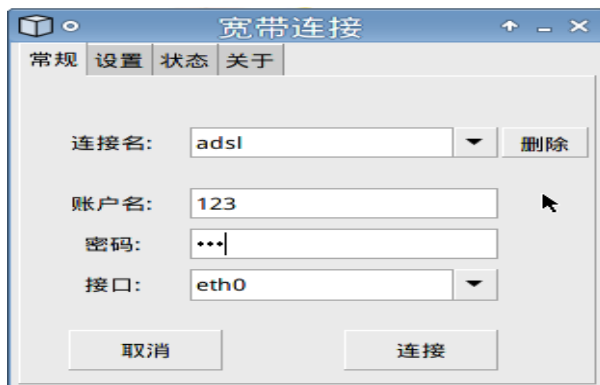 宽带连接
常规 设置 状态 关于
连接名: adsl 删除
账户名: 123
密码: •••
接口: eth0
取消 连接